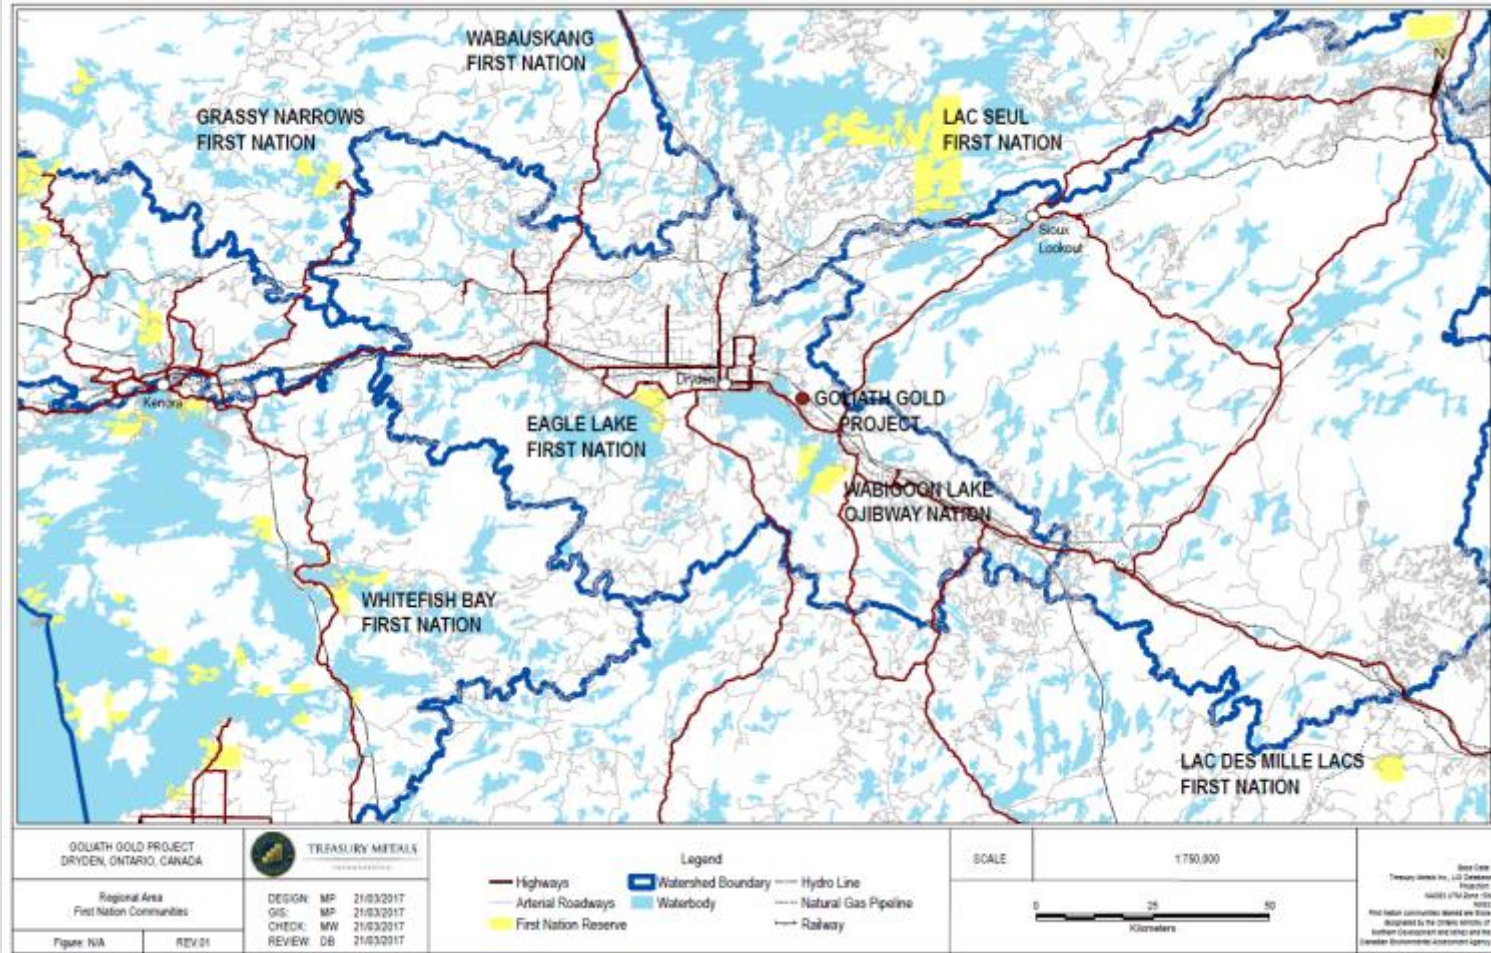 WABAUSKANG
FIRST NATION
GRASSY NARROWS
FIRST NATION
LAC SEUL
FIRST NATION
N
Sioux
Lookout
Dryden
Kenora
GOLIATH GOLD
PROJECT
EAGLE LAKE
FIRST NATION
WABIGOON LAKE
OJIBWAY NATION
WHITEFISH BAY
FIRST NATION
LAC DES MILLE LACS
FIRST NATION
GOLIATH GOLD PROJECT
DRYDEN, ONTARIO, CANADA
Regional Area
First Nation Communities
Figure: N/A
REV.01
TREASURY METALS
DESIGN: MP 21/03/2017
GIS: MP 21/03/2017
CHECK: MW 21/03/2017
REVIEW: DB 21/03/2017
Legend
Highways
Watershed Boundary
Hydro Line
Arterial Roadways
Waterbody
Natural Gas Pipeline
First Nation Reserve
Railway
SCALE
1:750,000
0 25 50
Kilometers